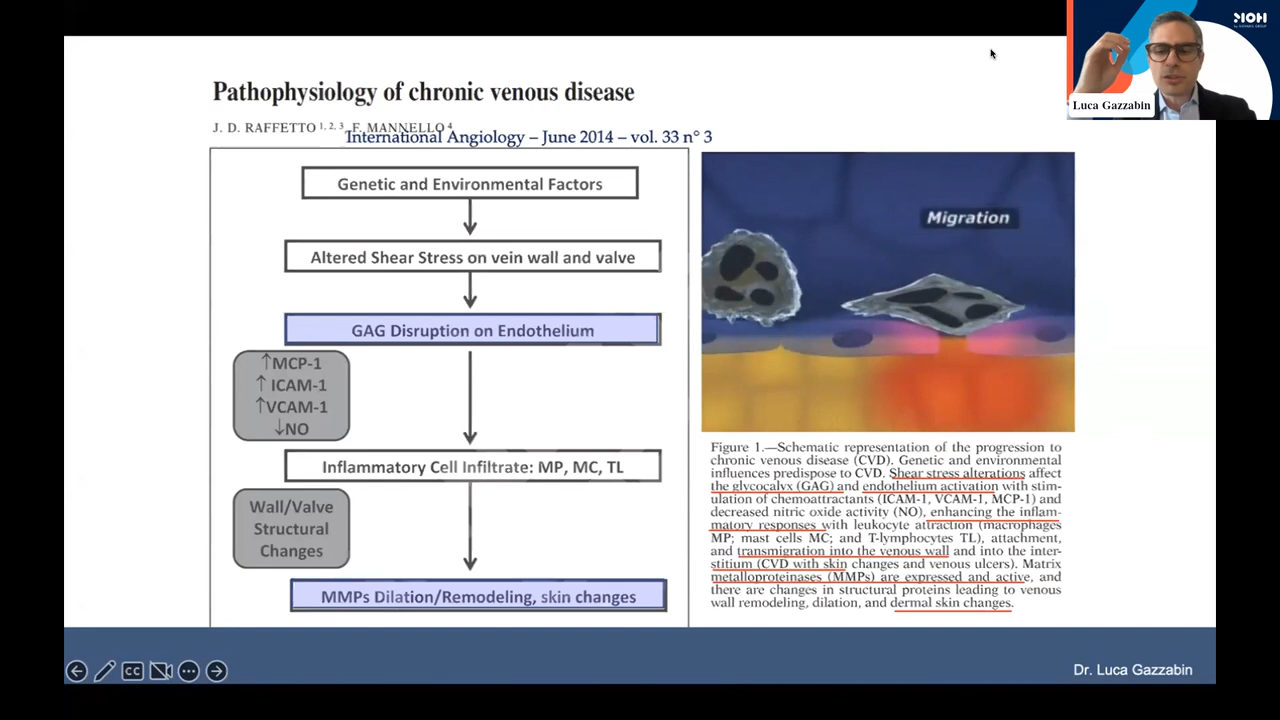 Pathophysiology of chronic venous disease
J. D. RAFFETTO 1, 2, 3, F. MANNELLO 4
International Angiology – June 2014 – vol. 33 n° 3
Genetic and Environmental Factors
Altered Shear Stress on vein wall and valve
GAG Disruption on Endothelium
↑MCP-1
↑ ICAM-1
↑VCAM-1
↓NO
Inflammatory Cell Infiltrate: MP, MC, TL
Wall/Valve
Structural
Changes
MMPs Dilation/Remodeling, skin changes
Migration
Figure 1.—Schematic representation of the progression to
chronic venous disease (CVD). Genetic and environmental
influences predispose to CVD. Shear stress alterations affect
the glycocalyx (GAG) and endothelium activation with stim-
ulation of chemoattractants (ICAM-1, VCAM-1, MCP-1) and
decreased nitric oxide activity (NO), enhancing the inflam-
matory responses with leukocyte attraction (macrophages
MP; mast cells MC; and T-lymphocytes TL), attachment,
and transmigration into the venous wall and into the inter-
stitium (CVD with skin changes and venous ulcers). Matrix
metalloproteinases (MMPs) are expressed and active, and
there are changes in structural proteins leading to venous
wall remodeling, dilation, and dermal skin changes.
Luca Gazzabin
MOH
CC
Dr. Luca Gazzabin